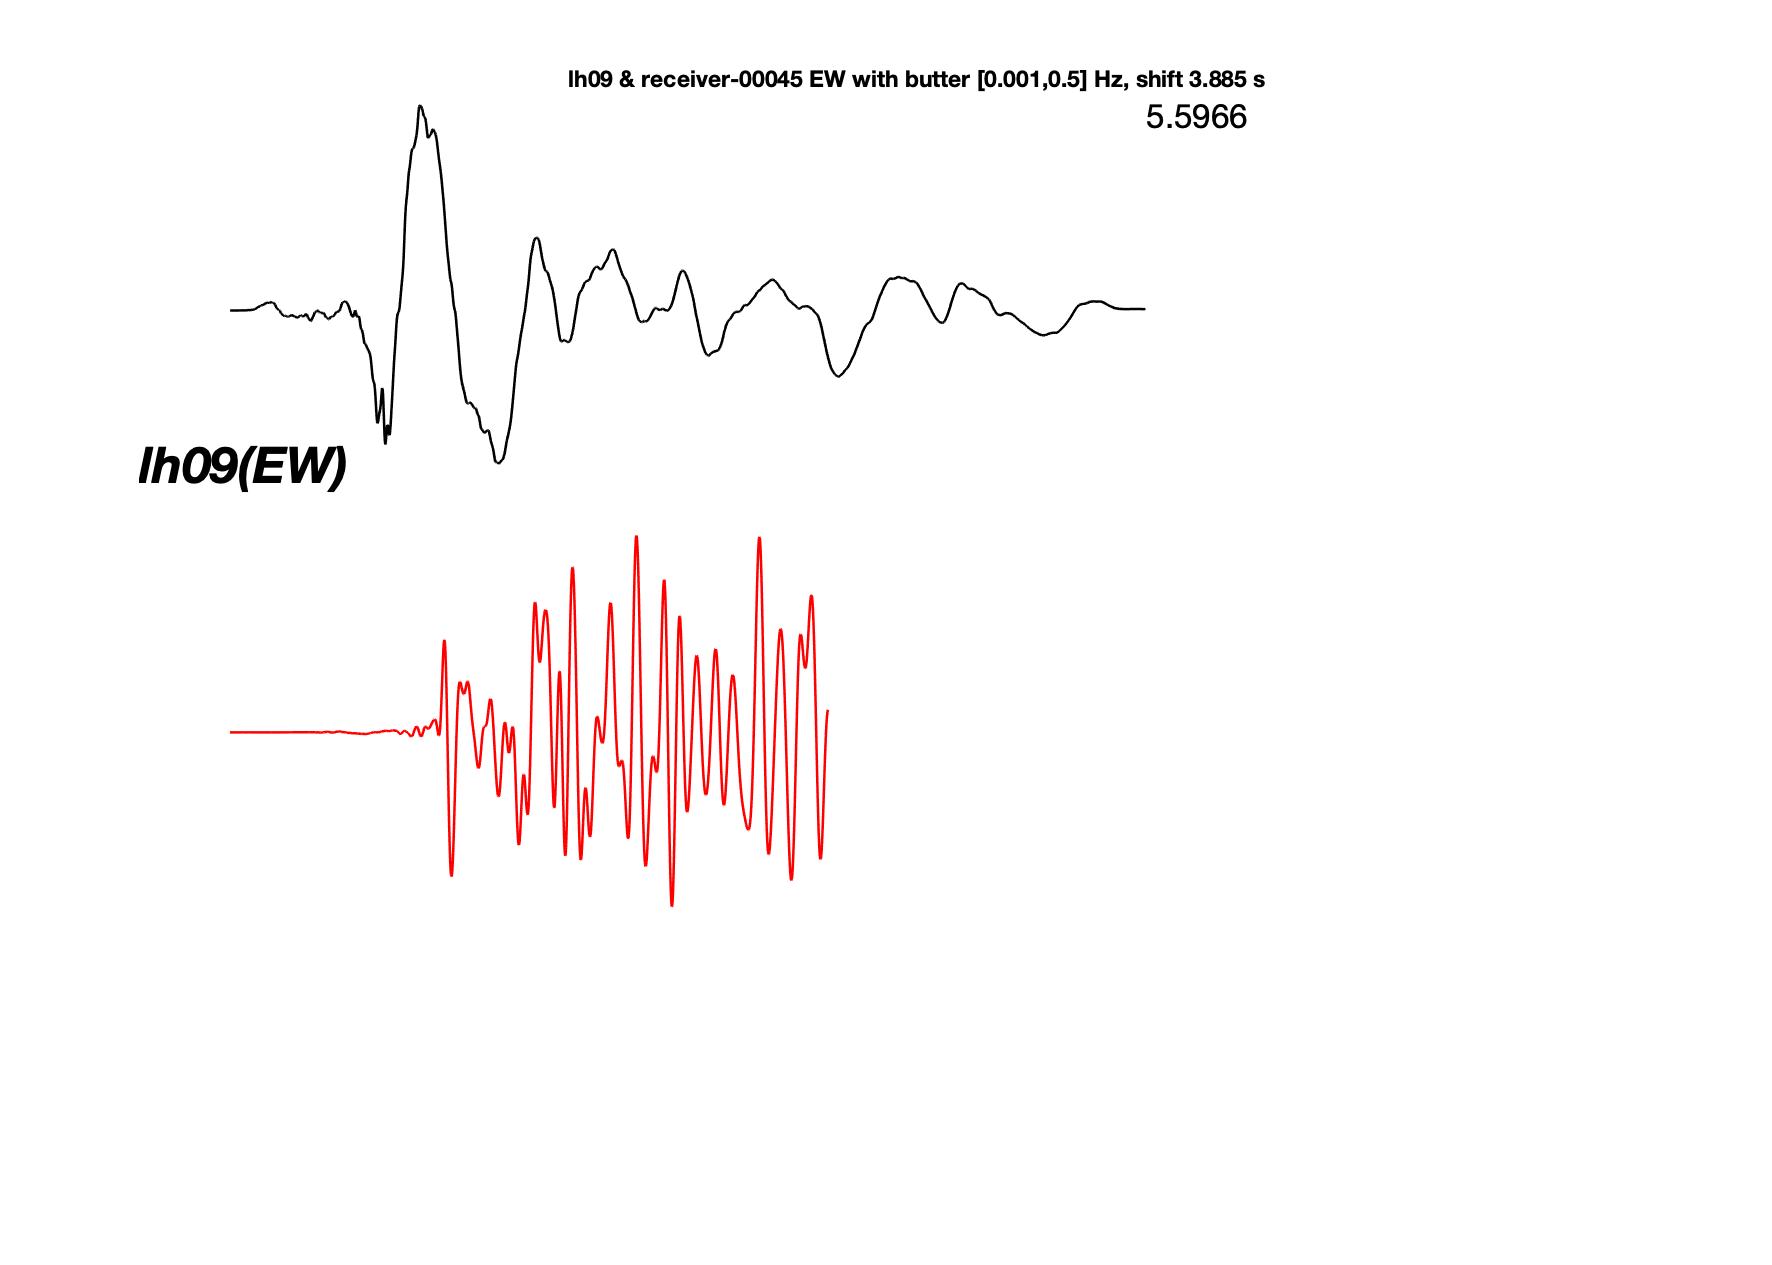 lh09 & receiver-00045 EW with butter [0.001,0.5] Hz, shift 3.885 s
5.5966
lh09(EW)